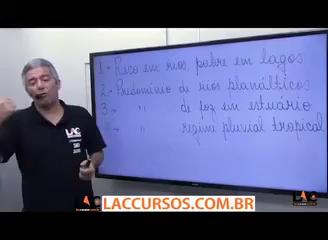 1 - Rico em rios, pobre em lagos
2 - Predomínio de rios planálticos
3 - " de foz em estuário
4 - " regime pluvial tropical
LAC
LACCURSOS.COM.BR